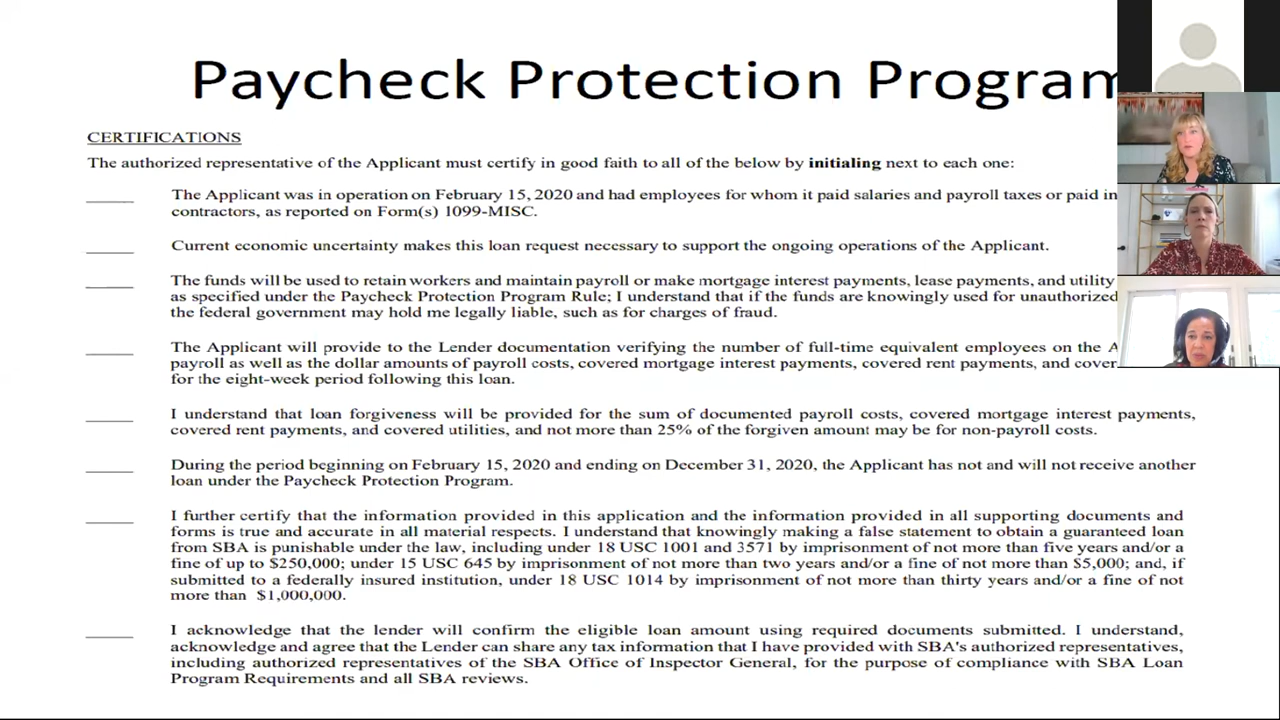 Paycheck Protection Program
CERTIFICATIONS
The authorized representative of the Applicant must certify in good faith to all of the below by initialing next to each one:
The Applicant was in operation on February 15, 2020 and had employees for whom it paid salaries and payroll taxes or paid in
contractors, as reported on Form(s) 1099-MISC.
Current economic uncertainty makes this loan request necessary to support the ongoing operations of the Applicant.
The funds will be used to retain workers and maintain payroll or make mortgage interest payments, lease payments, and utility
as specified under the Paycheck Protection Program Rule; I understand that if the funds are knowingly used for unauthorized
the federal government may hold me legally liable, such as for charges of fraud.
The Applicant will provide to the Lender documentation verifying the number of full-time equivalent employees on the A
payroll as well as the dollar amounts of payroll costs, covered mortgage interest payments, covered rent payments, and cover
for the eight-week period following this loan.
I understand that loan forgiveness will be provided for the sum of documented payroll costs, covered mortgage interest payments,
covered rent payments, and covered utilities, and not more than 25% of the forgiven amount may be for non-payroll costs.
During the period beginning on February 15, 2020 and ending on December 31, 2020, the Applicant has not and will not receive another
loan under the Paycheck Protection Program.
I further certify that the information provided in this application and the information provided in all supporting documents and
forms is true and accurate in all material respects. I understand that knowingly making a false statement to obtain a guaranteed loan
from SBA is punishable under the law, including under 18 USC 1001 and 3571 by imprisonment of not more than five years and/or a
fine of up to $250,000; under 15 USC 645 by imprisonment of not more than two years and/or a fine of not more than $5,000; and, if
submitted to a federally insured institution, under 18 USC 1014 by imprisonment of not more than thirty years and/or a fine of not
more than $1,000,000.
I acknowledge that the lender will confirm the eligible loan amount using required documents submitted. I understand,
acknowledge and agree that the Lender can share any tax information that I have provided with SBA's authorized representatives,
including authorized representatives of the SBA Office of Inspector General, for the purpose of compliance with SBA Loan
Program Requirements and all SBA reviews.